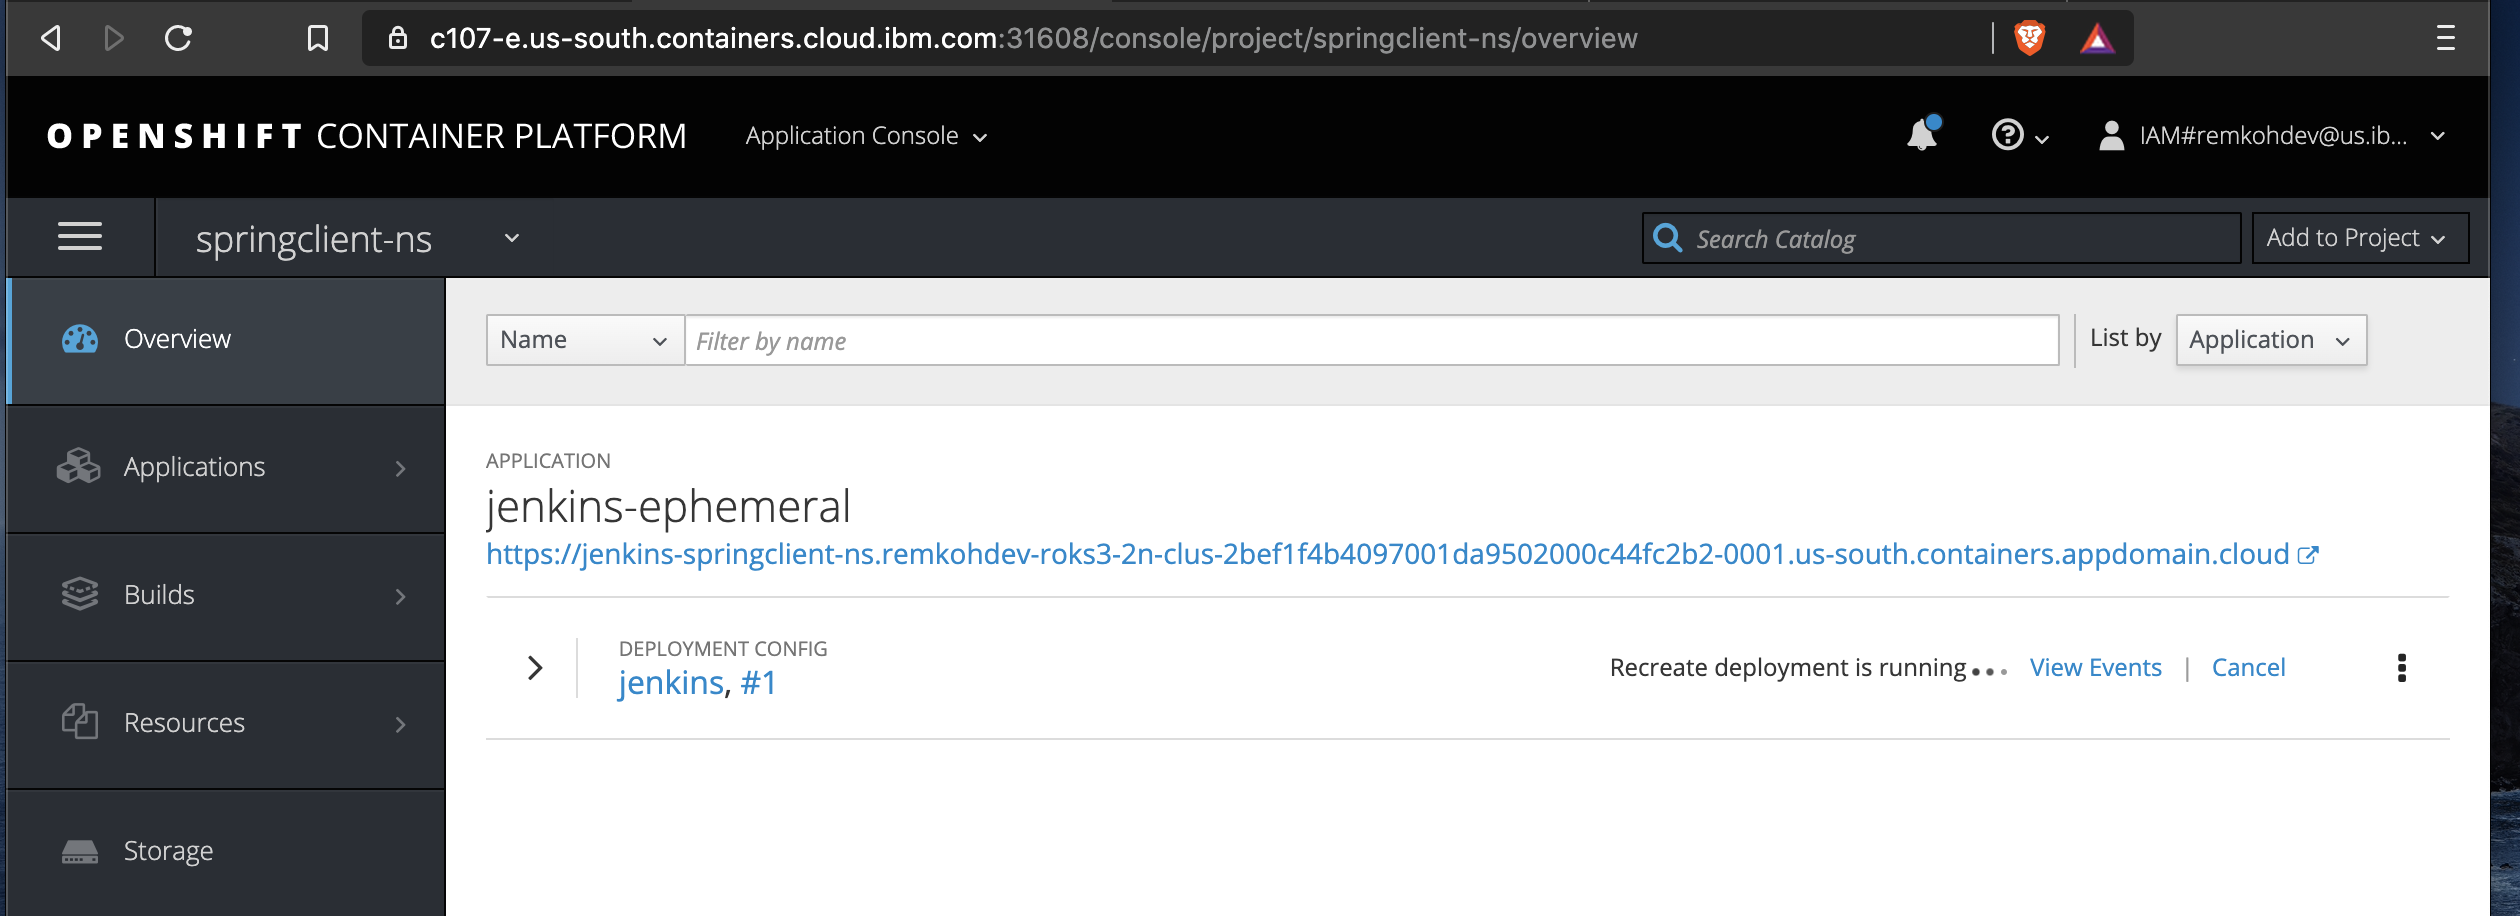 c107-e.us-south.containers.cloud.ibm.com:31608/console/project/springclient-ns/overview
OPENSHIFT CONTAINER PLATFORM
Application Console
IAM#remkohdev@us.ib...
springclient-ns
Search Catalog
Add to Project
Overview
Applications
Builds
Resources
Storage
Name
Filter by name
List by
Application
APPLICATION
jenkins-ephemeral
https://jenkins-springclient-ns.remkohdev-roks3-2n-clus-2bef1f4b4097001da9502000c44fc2b2-0001.us-south.containers.appdomain.cloud
DEPLOYMENT CONFIG
jenkins, #1
Recreate deployment is running... View Events | Cancel